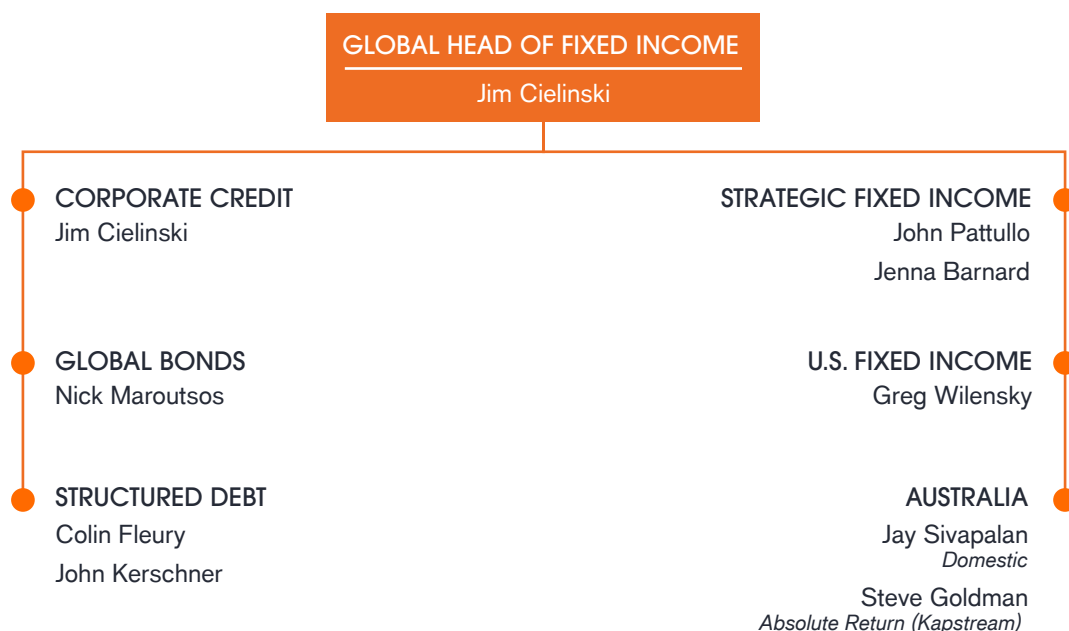 GLOBAL HEAD OF FIXED INCOME
Jim Cielinski
CORPORATE CREDIT
Jim Cielinski
GLOBAL BONDS
Nick Maroutsos
STRUCTURED DEBT
Colin Fleury
John Kerschner
STRATEGIC FIXED INCOME
John Pattullo
Jenna Barnard
U.S. FIXED INCOME
Greg Wilensky
AUSTRALIA
Jay Sivapalan
Domestic
Steve Goldman
Absolute Return (Kapstream)